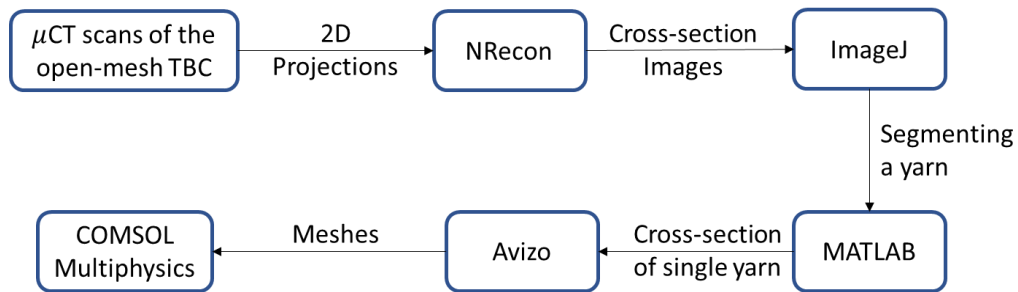 𝜇CT scans of the
open-mesh TBC
2D
Projections
NRecon
Cross-section
Images
ImageJ
Segmenting
a yarn
MATLAB
Cross-section
of single yarn
Avizo
Meshes
COMSOL
Multiphysics